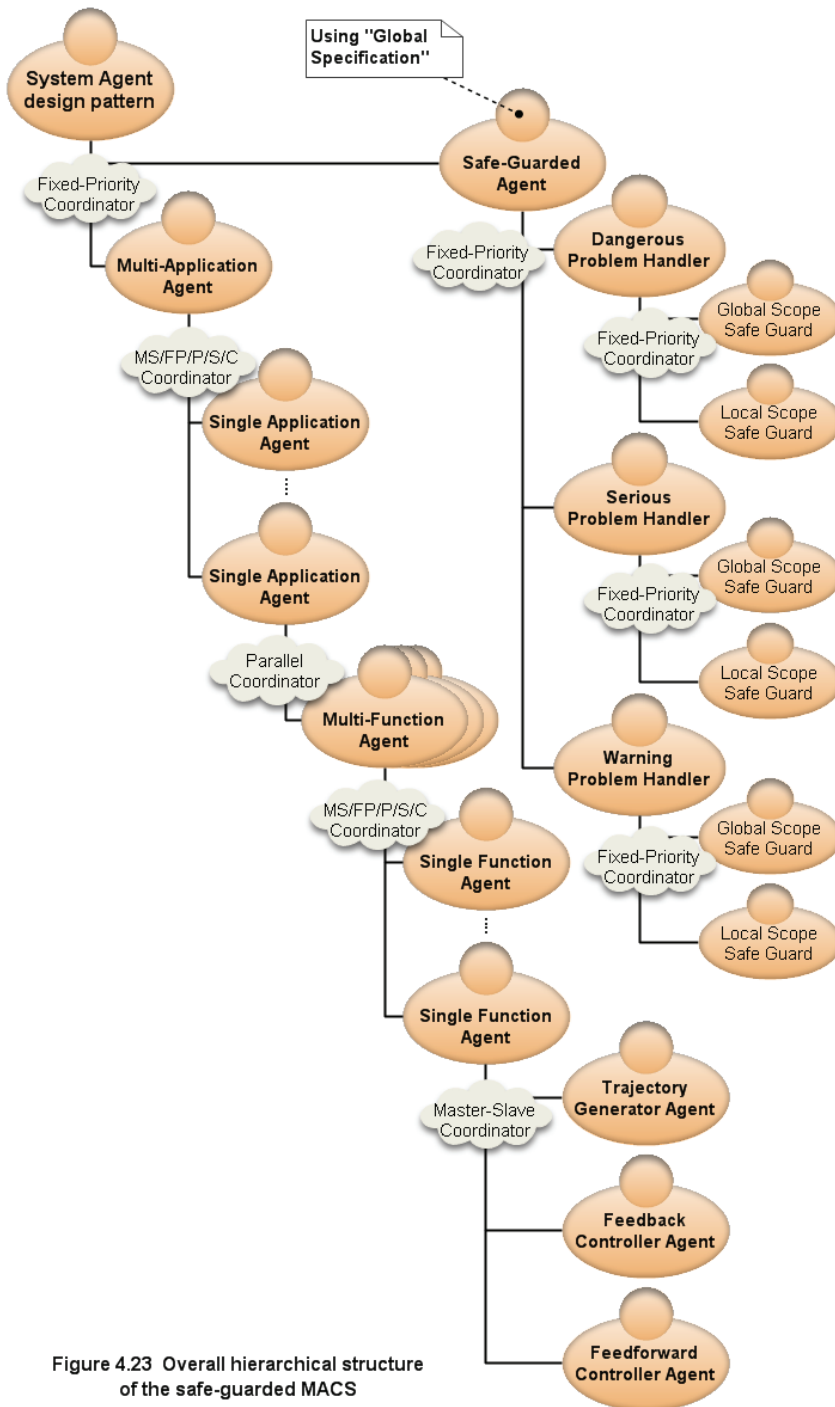 Using "Global
Specification"
System Agent
design pattern
Safe-Guarded
Agent
Fixed-Priority
Coordinator
Multi-Application
Agent
Fixed-Priority
Coordinator
Dangerous
Problem Handler
Fixed-Priority
Coordinator
Global Scope
Safe Guard
Local Scope
Safe Guard
MS/FP/P/S/C
Coordinator
Single Application
Agent
Single Application
Agent
Serious
Problem Handler
Fixed-Priority
Coordinator
Global Scope
Safe Guard
Local Scope
Safe Guard
Parallel
Coordinator
Multi-Function
Agent
Warning
Problem Handler
Fixed-Priority
Coordinator
Global Scope
Safe Guard
Local Scope
Safe Guard
MS/FP/P/S/C
Coordinator
Single Function
Agent
Single Function
Agent
Master-Slave
Coordinator
Trajectory
Generator Agent
Feedback
Controller Agent
Feedforward
Controller Agent
Figure 4.23 Overall hierarchical structure
of the safe-guarded MACS